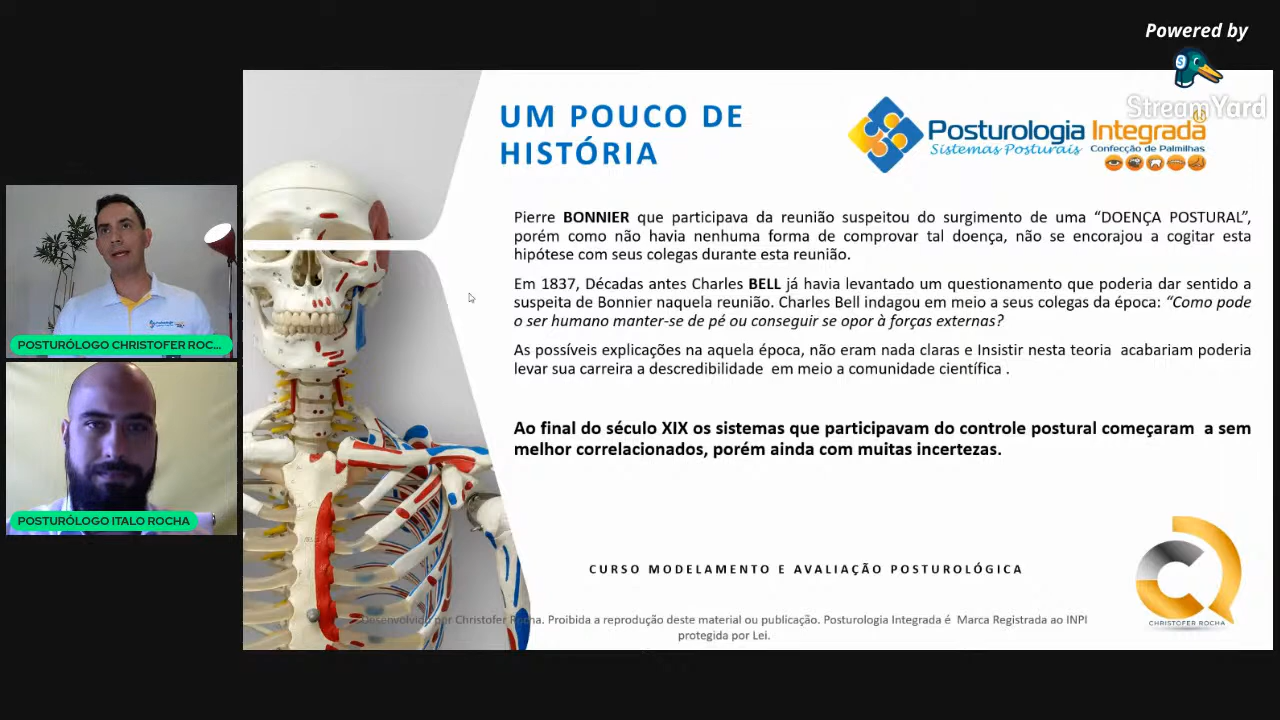 Powered by
StreamYard
UM POUCO DE
HISTÓRIA
Posturologia Integrada
Sistemas Posturais
Confecção de Palmilhas
Pierre BONNIER que participava da reunião suspeitou do surgimento de uma “DOENÇA POSTURAL”,
porém como não havia nenhuma forma de comprovar tal doença, não se encorajou a cogitar esta
hipótese com seus colegas durante esta reunião.
Em 1837, Décadas antes Charles BELL já havia levantado um questionamento que poderia dar sentido a
suspeita de Bonnier naquela reunião. Charles Bell indagou em meio a seus colegas da época: “Como pode
o ser humano manter-se de pé ou conseguir se opor à forças externas?
As possíveis explicações na aquela época, não eram nada claras e Insistir nesta teoria acabariam poderia
levar sua carreira a descredibilidade em meio a comunidade científica .
Ao final do século XIX os sistemas que participavam do controle postural começaram a sem
melhor correlacionados, porém ainda com muitas incertezas.
CURSO MODELAMENTO E AVALIAÇÃO POSTUROLÓGICA
Desenvolvido por Christofer Rocha. Proibida a reprodução deste material ou publicação. Posturologia Integrada é Marca Registrada ao INPI
protegida por Lei.
CHRISTOFER ROCHA
POSTURÓLOGO CHRISTOFER ROC...
POSTURÓLOGO ITALO ROCHA